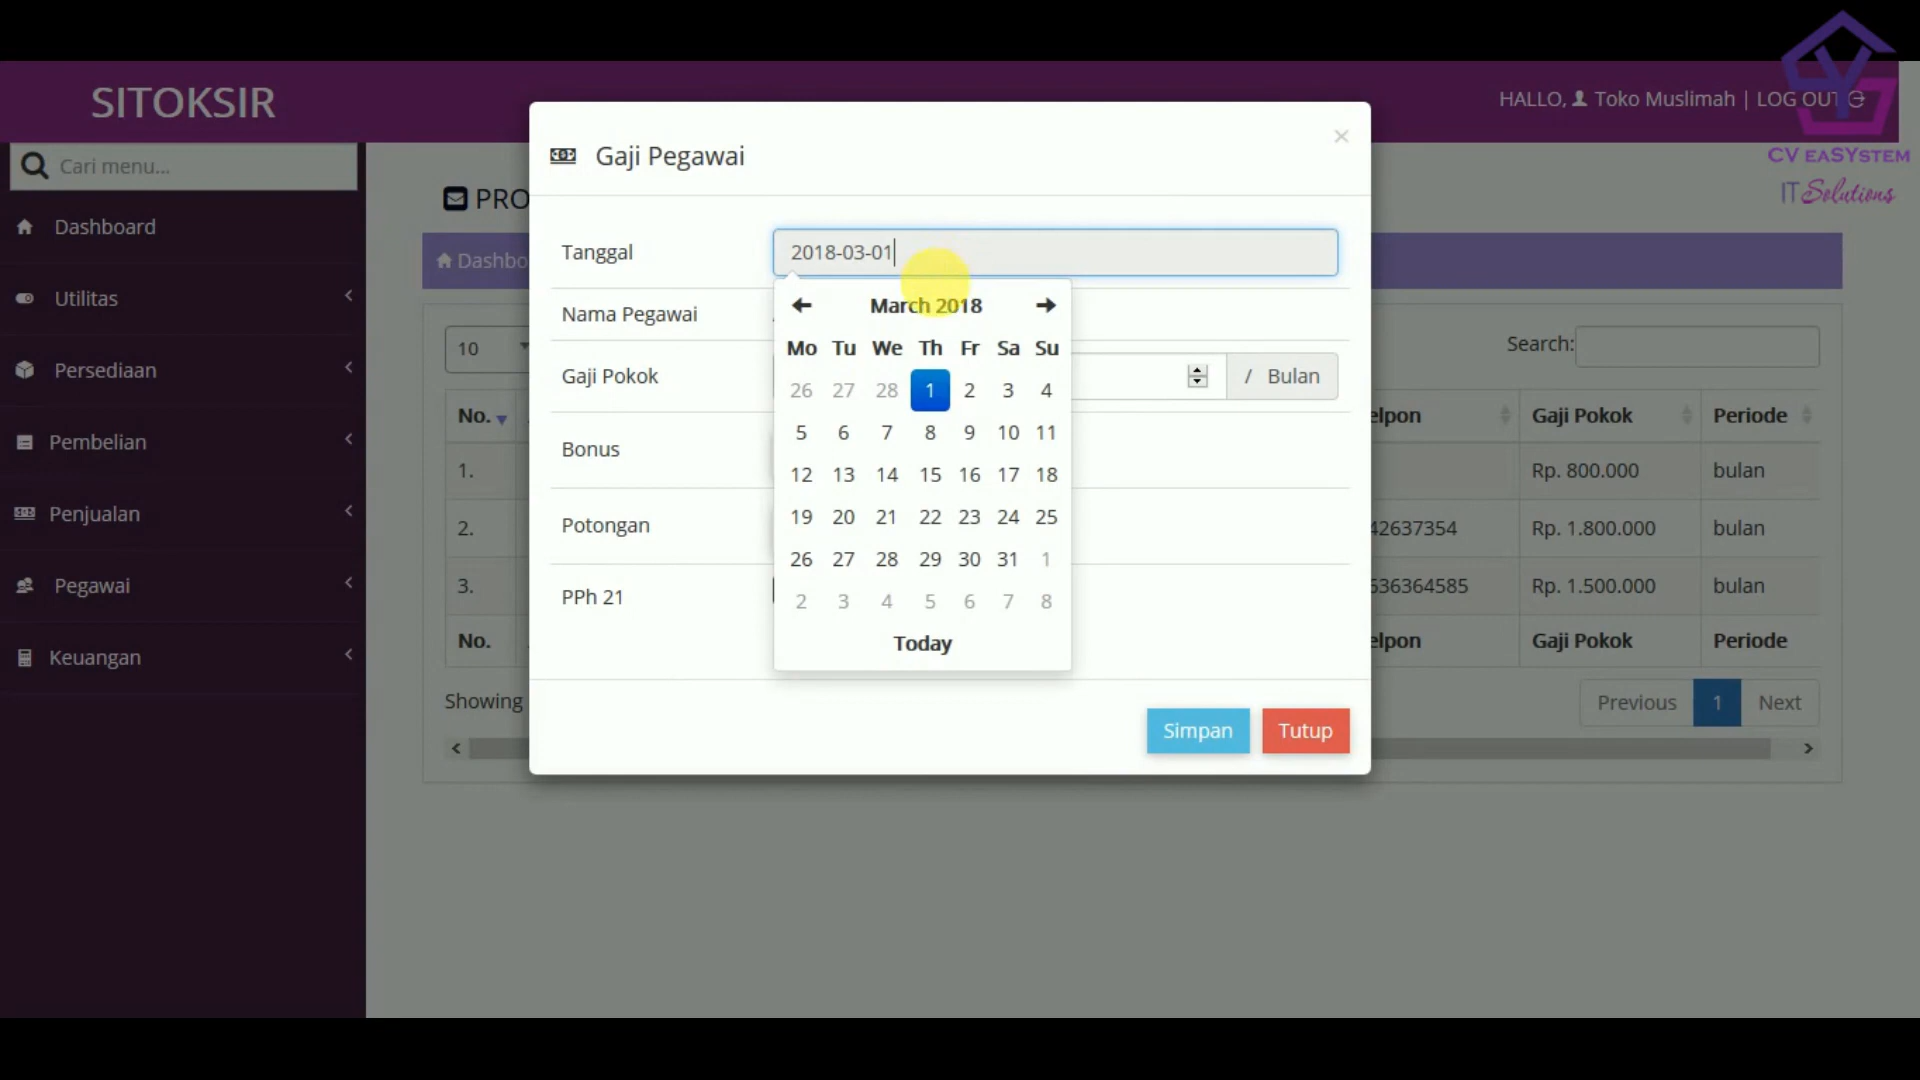 SITOKSIR
HALLO, Toko Muslimah | LOG OUT
CV eaSYstem
IT Solutions
Cari menu...
Dashboard
Utilitas
Persediaan
Pembelian
Penjualan
Pegawai
Keuangan
PRO
Dashbo
10
Search:
No. elpon Gaji Pokok Periode
1. Rp. 800.000 bulan
2. 42637354 Rp. 1.800.000 bulan
3. 536364585 Rp. 1.500.000 bulan
No. elpon Gaji Pokok Periode
Showing
Previous 1 Next
Gaji Pegawai
×
Tanggal 2018-03-01
Nama Pegawai
Gaji Pokok / Bulan
Bonus
Potongan
PPh 21
March 2018
Mo Tu We Th Fr Sa Su
26 27 28 1 2 3 4
5 6 7 8 9 10 11
12 13 14 15 16 17 18
19 20 21 22 23 24 25
26 27 28 29 30 31 1
2 3 4 5 6 7 8
Today
Simpan Tutup